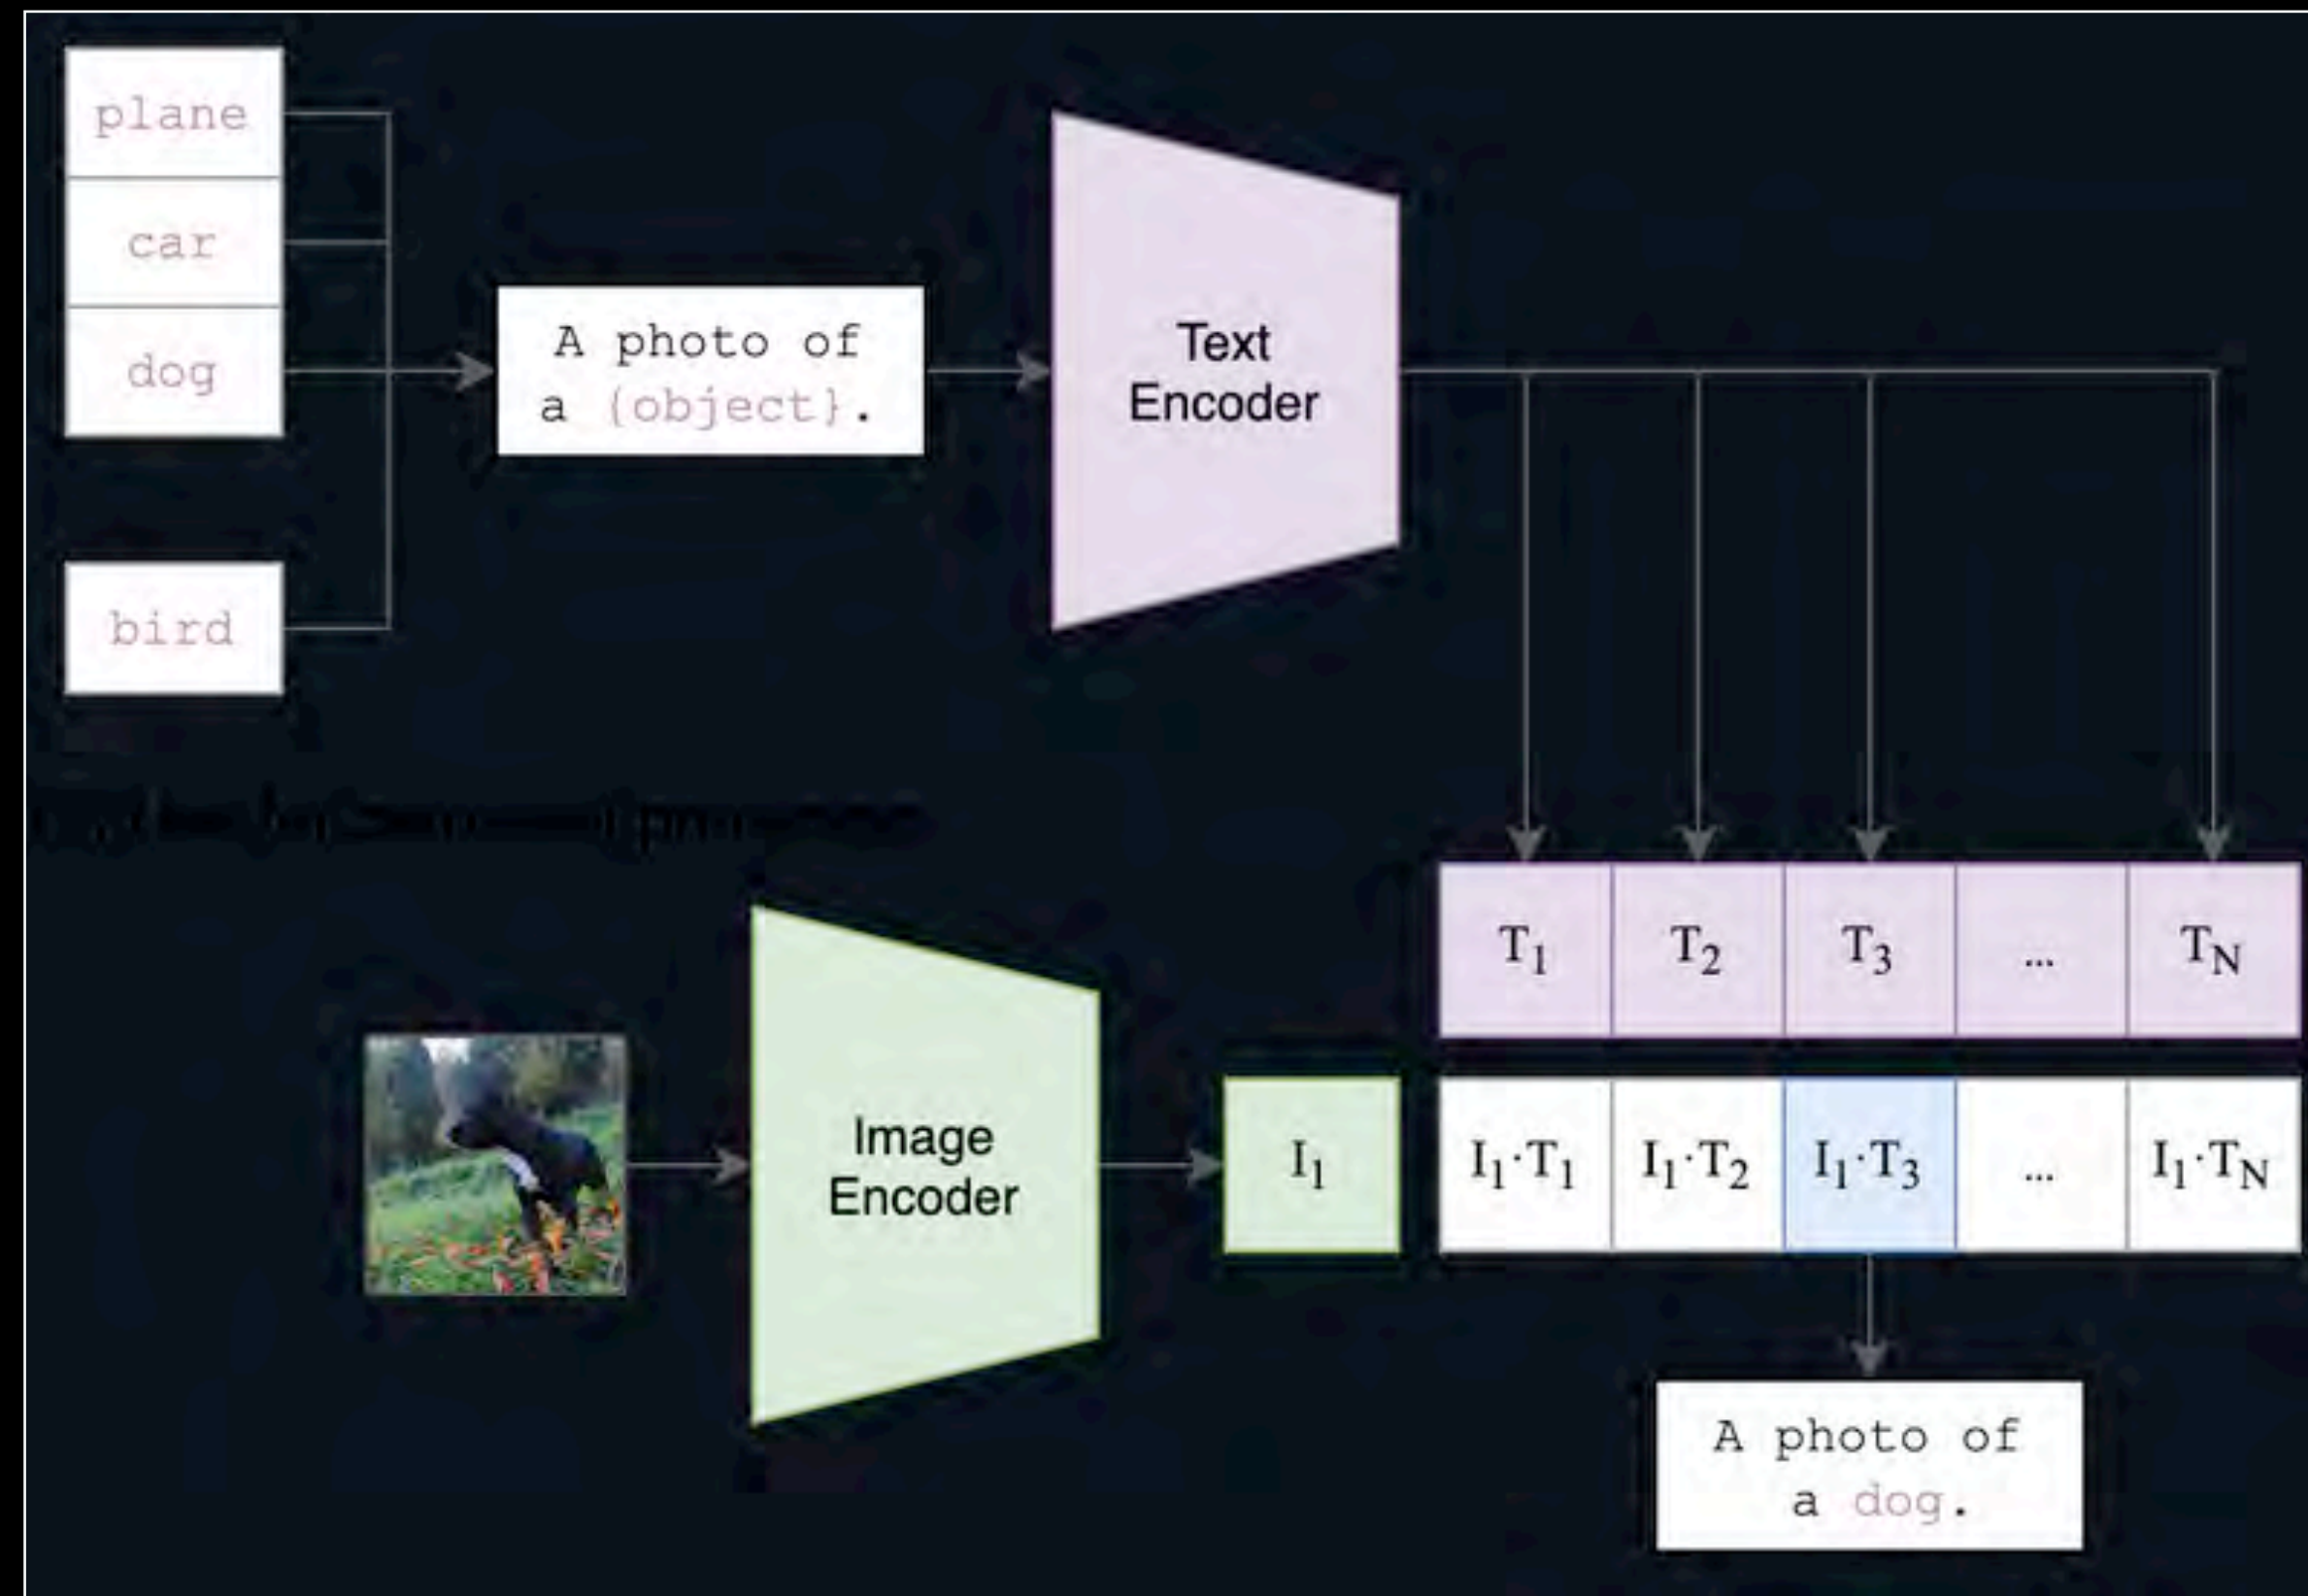 plane
car
dog
bird
A photo of
a {object}.
Text
Encoder
T1
T2
T3
...
TN
Image
Encoder
I1
I1·T1
I1·T2
I1·T3
...
I1·TN
A photo of
a dog.